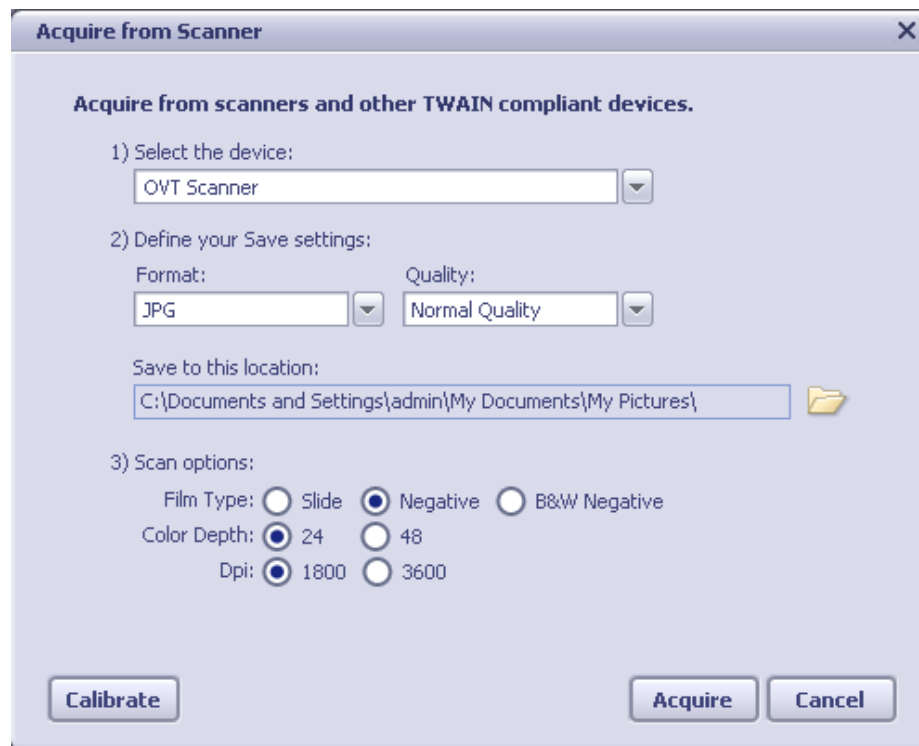 Acquire from Scanner
Acquire from scanners and other TWAIN compliant devices.
1) Select the device:
OVT Scanner
2) Define your Save settings:
Format: Quality:
JPG Normal Quality
Save to this location:
C:\Documents and Settings\admin\My Documents\My Pictures\
3) Scan options:
Film Type: Slide Negative B&W Negative
Color Depth: 24 48
Dpi: 1800 3600
Calibrate Acquire Cancel